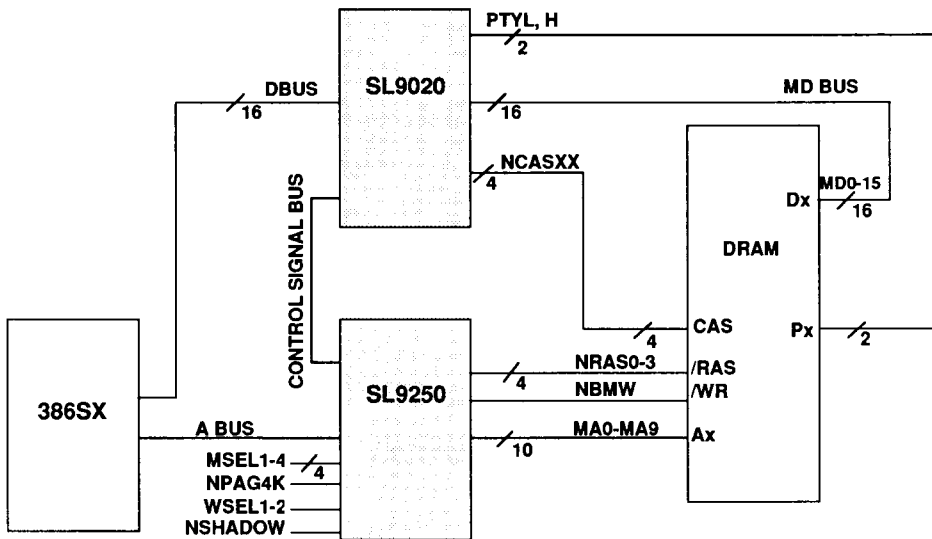 PTYL, H
2
DBUS
16
SL9020
16
MD BUS
NCASXX
4
MD0-15
Dx
16
CONTROL SIGNAL BUS
DRAM
CAS
4
Px
2
NRAS0-3
4
/RAS
NBMW
/WR
386SX
SL9250
A BUS
MA0-MA9
10
Ax
MSEL1-4
4
NPAG4K
WSEL1-2
NSHADOW